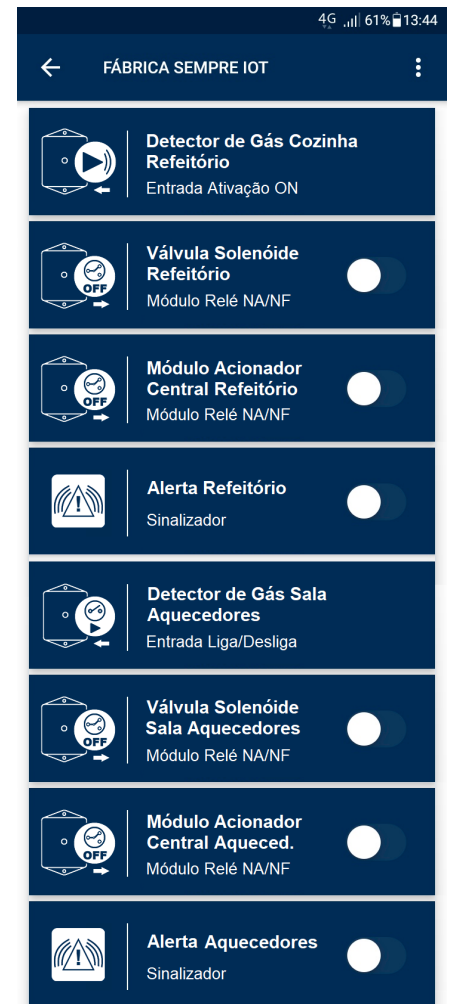 4G 61% 13:44
FÁBRICA SEMPRE IOT
Detector de Gás Cozinha
Refeitório
Entrada Ativação ON
Válvula Solenóide
Refeitório
OFF
Módulo Relé NA/NF
Módulo Acionador
Central Refeitório
OFF
Módulo Relé NA/NF
Alerta Refeitório
Sinalizador
Detector de Gás Sala
Aquecedores
Entrada Liga/Desliga
Válvula Solenóide
Sala Aquecedores
OFF
Módulo Relé NA/NF
Módulo Acionador
Central Aqueced.
OFF
Módulo Relé NA/NF
Alerta Aquecedores
Sinalizador